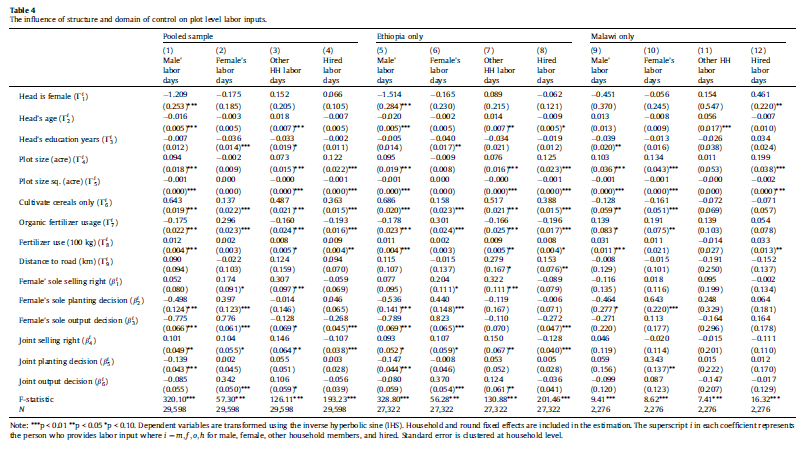 Table 4
The influence of structure and domain of control on plot level labor inputs.
Pooled sample Ethiopia only Malawi only
(1) (2) (3) (4) (5) (6) (7) (8) (9) (10) (11) (12)
Male' Female's Other Hired Male' Female's Other Hired Male' Female's Other HH Hired
labor labor HH labor labor labor labor HH labor labor labor labor labor labor
days days days days days days days days days days days days
Head is female (Γ₁ⁱ) −1.209 −0.175 0.152 0.066 −1.514 −0.165 0.089 −0.062 −0.451 −0.056 0.154 0.461
(0.253)*** (0.185) (0.205) (0.105) (0.284)*** (0.230) (0.215) (0.121) (0.370) (0.245) (0.547) (0.220)**
Head's age (Γ₂ⁱ) −0.016 −0.003 0.018 −0.007 −0.020 −0.002 0.014 −0.009 0.013 −0.008 0.056 −0.007
(0.005)*** (0.005) (0.007)*** (0.005) (0.005)*** (0.005) (0.007)** (0.005)* (0.013) (0.009) (0.017)*** (0.010)
Head's education years (Γ₃ⁱ) −0.007 −0.036 −0.033 −0.002 −0.005 −0.040 −0.034 −0.019 −0.039 −0.013 −0.026 0.034
(0.012) (0.014)*** (0.019)* (0.011) (0.014) (0.017)** (0.021) (0.012) (0.020)** (0.016) (0.038) (0.024)
Plot size (acre) (Γ₄ⁱ) 0.094 −0.002 0.073 0.122 0.095 −0.009 0.076 0.125 0.103 0.134 0.011 0.199
(0.018)*** (0.009) (0.015)*** (0.022)*** (0.019)*** (0.008) (0.016)*** (0.023)*** (0.036)*** (0.043)*** (0.053) (0.038)***
Plot size sq. (acre) (Γ₅ⁱ) −0.001 0.000 −0.000 −0.001 −0.001 0.000 −0.000 −0.001 −0.001 −0.001 −0.000 −0.002
(0.000)*** (0.000)*** (0.000)*** (0.000)*** (0.000)*** (0.000)*** (0.000)*** (0.000)*** (0.000)*** (0.000)*** (0.000) (0.000)***
Cultivate cereals only (Γ₆ⁱ) 0.643 0.137 0.487 0.363 0.686 0.158 0.517 0.388 −0.128 −0.161 −0.072 −0.071
(0.019)*** (0.022)*** (0.021)*** (0.015)*** (0.020)*** (0.023)*** (0.021)*** (0.015)*** (0.059)** (0.051)*** (0.069) (0.057)
Organic fertilizer usage (Γ₇ⁱ) −0.175 0.296 −0.160 −0.193 −0.178 0.301 −0.166 −0.196 0.139 0.191 0.139 0.054
(0.022)*** (0.023)*** (0.024)*** (0.016)*** (0.023)*** (0.024)*** (0.025)*** (0.017)*** (0.083)* (0.075)** (0.103) (0.078)
Fertilizer use (100 kg) (Γ₈ⁱ) 0.012 0.002 0.008 0.009 0.011 0.002 0.009 0.008 0.031 0.011 −0.014 0.033
(0.004)*** (0.003) (0.005)* (0.004)** (0.004)*** (0.003) (0.005)* (0.004)* (0.011)*** (0.021) (0.027) (0.013)**
Distance to road (km) (Γ₉ⁱ) 0.090 −0.022 0.124 0.094 0.115 −0.015 0.279 0.153 −0.008 −0.015 −0.191 −0.152
(0.094) (0.103) (0.159) (0.070) (0.107) (0.137) (0.167)* (0.076)** (0.129) (0.101) (0.250) (0.137)
Female' sole selling right (β₁ⁱ) 0.052 0.174 0.307 −0.059 0.077 0.204 0.322 −0.089 −0.116 0.018 0.095 −0.002
(0.080) (0.091)* (0.097)*** (0.069) (0.095) (0.111)* (0.111)*** (0.079) (0.135) (0.116) (0.199) (0.134)
Female's sole planting decision (β₂ⁱ) −0.498 0.397 −0.014 0.046 −0.536 0.440 −0.119 −0.006 −0.464 0.643 0.248 0.064
(0.124)*** (0.123)*** (0.146) (0.065) (0.141)*** (0.148)*** (0.167) (0.071) (0.277)* (0.220)*** (0.329) (0.181)
Female's sole output decision (β₃ⁱ) −0.775 0.776 −0.128 −0.268 −0.789 0.823 −0.110 −0.272 −0.271 0.113 −0.164 0.164
(0.066)*** (0.061)*** (0.069)* (0.045)*** (0.069)*** (0.065)*** (0.070) (0.047)*** (0.220) (0.177) (0.296) (0.178)
Joint selling right (β₄ⁱ) 0.101 0.104 0.146 −0.107 0.093 0.107 0.150 −0.128 0.046 −0.020 −0.015 −0.111
(0.049)** (0.055)* (0.064)** (0.038)*** (0.052)* (0.059)* (0.067)** (0.040)*** (0.119) (0.114) (0.201) (0.110)
Joint planting decision (β₅ⁱ) −0.139 0.002 0.055 0.003 −0.147 −0.008 0.053 0.005 0.059 0.343 0.015 0.012
(0.043)*** (0.045) (0.051) (0.028) (0.044)*** (0.046) (0.052) (0.028) (0.156) (0.137)** (0.222) (0.170)
Joint output decision (β₆ⁱ) −0.085 0.342 0.106 −0.056 −0.080 0.370 0.124 −0.036 −0.099 0.087 −0.147 −0.017
(0.055) (0.050)*** (0.059)* (0.039) (0.059) (0.054)*** (0.061)** (0.041) (0.120) (0.123) (0.207) (0.129)
F-statistic 320.10*** 57.30*** 126.11*** 193.23*** 328.80*** 56.28*** 130.88*** 201.46*** 9.41*** 8.62*** 7.41*** 16.32***
N 29,598 29,598 29,598 29,598 27,322 27,322 27,322 27,322 2,276 2,276 2,276 2,276
Note: ***p < 0.01 **p < 0.05 *p < 0.10. Dependent variables are transformed using the inverse hyperbolic sine (IHS). Household and round fixed effects are included in the estimation. The superscript i in each coefficient represents
the person who provides labor input where i = m, f, o, h for male, female, other household members, and hired. Standard error is clustered at household level.